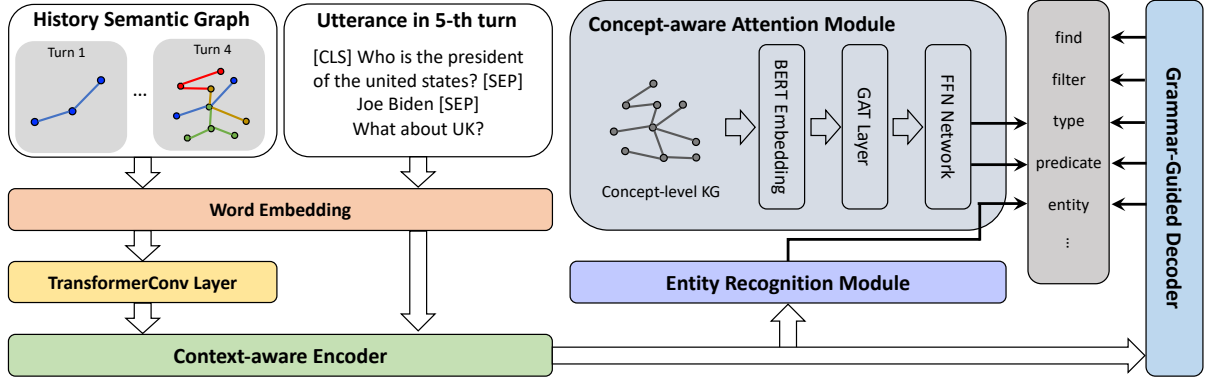 History Semantic Graph
Turn 1
...
Turn 4
Utterance in 5-th turn
[CLS] Who is the president
of the united states? [SEP]
Joe Biden [SEP]
What about UK?
Word Embedding
TransformerConv Layer
Context-aware Encoder
Concept-aware Attention Module
Concept-level KG
BERT Embedding
GAT Layer
FFN Network
Entity Recognition Module
find
filter
type
predicate
entity
...
Grammar-Guided Decoder